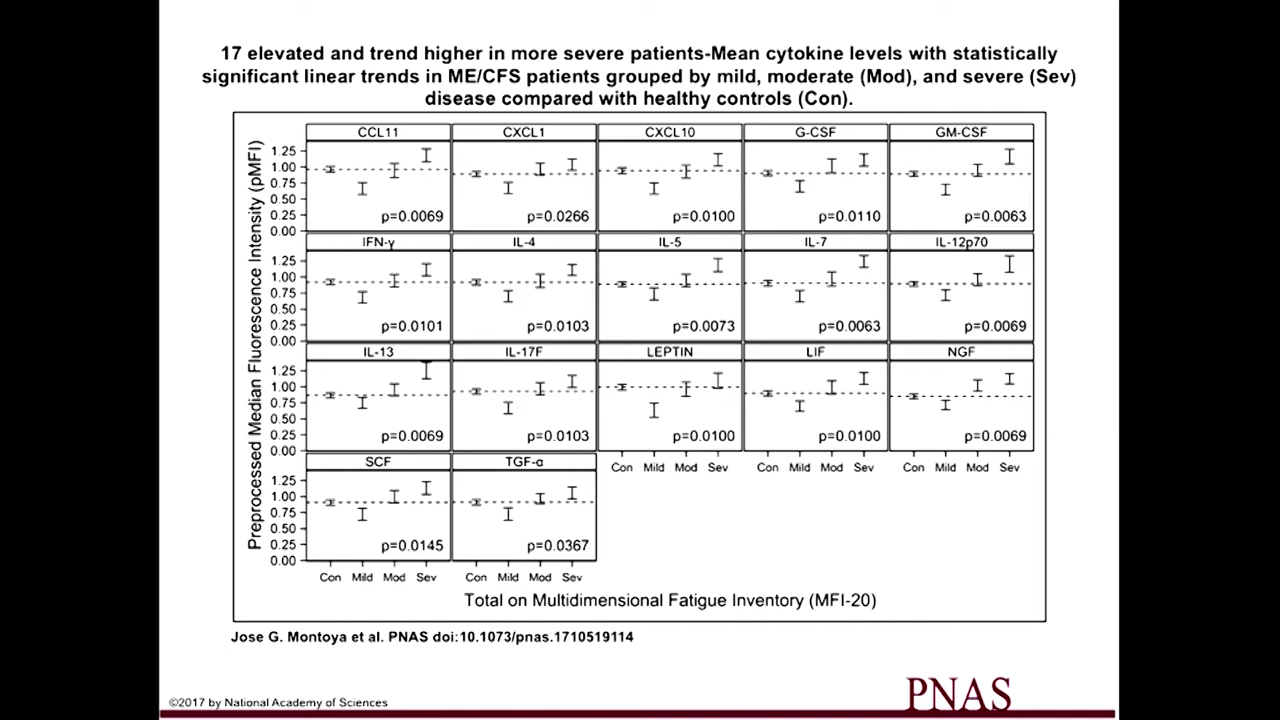 17 elevated and trend higher in more severe patients-Mean cytokine levels with statistically
significant linear trends in ME/CFS patients grouped by mild, moderate (Mod), and severe (Sev)
disease compared with healthy controls (Con).
Preprocessed Median Fluorescence Intensity (pMFI)
CCL11 CXCL1 CXCL10 G-CSF GM-CSF
1.25
1.00
0.75
0.50
0.25
0.00
p=0.0069 p=0.0266 p=0.0100 p=0.0110 p=0.0063
IFN-γ IL-4 IL-5 IL-7 IL-12p70
1.25
1.00
0.75
0.50
0.25
0.00
p=0.0101 p=0.0103 p=0.0073 p=0.0063 p=0.0069
IL-13 IL-17F LEPTIN LIF NGF
1.25
1.00
0.75
0.50
0.25
0.00
p=0.0069 p=0.0103 p=0.0100 p=0.0100 p=0.0069
Con Mild Mod Sev Con Mild Mod Sev Con Mild Mod Sev
SCF TGF-α
1.25
1.00
0.75
0.50
0.25
0.00
p=0.0145 p=0.0367
Con Mild Mod Sev Con Mild Mod Sev
Total on Multidimensional Fatigue Inventory (MFI-20)
Jose G. Montoya et al. PNAS doi:10.1073/pnas.1710519114
©2017 by National Academy of Sciences
PNAS